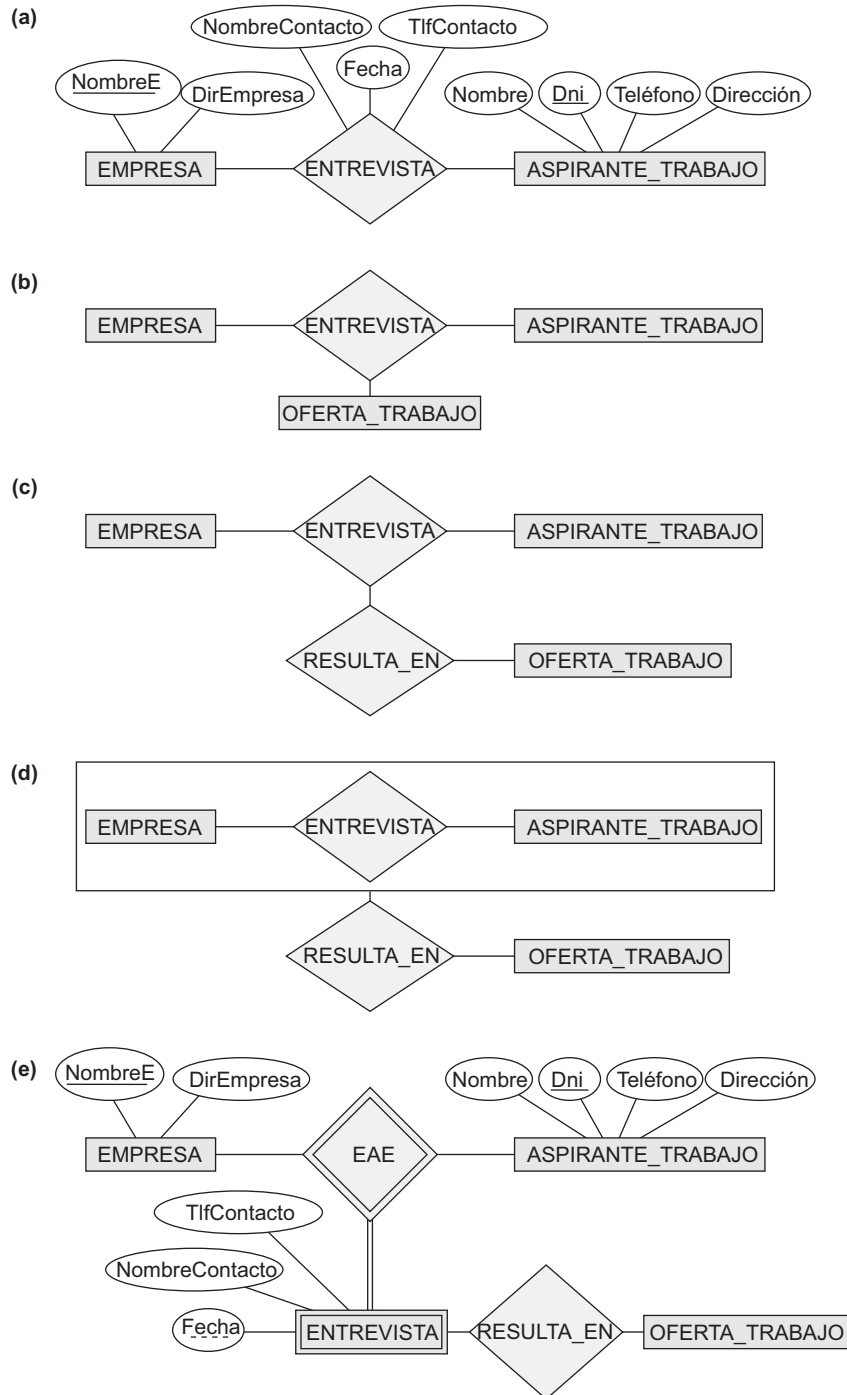 (a)
NombreContacto TlfContacto
Fecha
NombreE DirEmpresa
Nombre Dni Teléfono Dirección
EMPRESA ENTREVISTA ASPIRANTE_TRABAJO
(b)
EMPRESA ENTREVISTA ASPIRANTE_TRABAJO
OFERTA_TRABAJO
(c)
EMPRESA ENTREVISTA ASPIRANTE_TRABAJO
RESULTA_EN OFERTA_TRABAJO
(d)
EMPRESA ENTREVISTA ASPIRANTE_TRABAJO
RESULTA_EN OFERTA_TRABAJO
(e)
NombreE DirEmpresa
Nombre Dni Teléfono Dirección
EMPRESA EAE ASPIRANTE_TRABAJO
TlfContacto
NombreContacto
Fecha ENTREVISTA RESULTA_EN OFERTA_TRABAJO